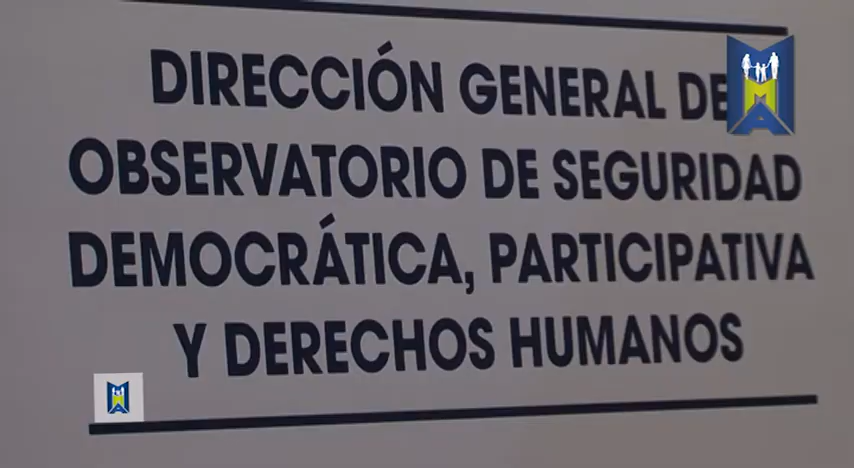 DIRECCIÓN GENERAL DE
OBSERVATORIO DE SEGURIDAD
DEMOCRÁTICA, PARTICIPATIVA
Y DERECHOS HUMANOS